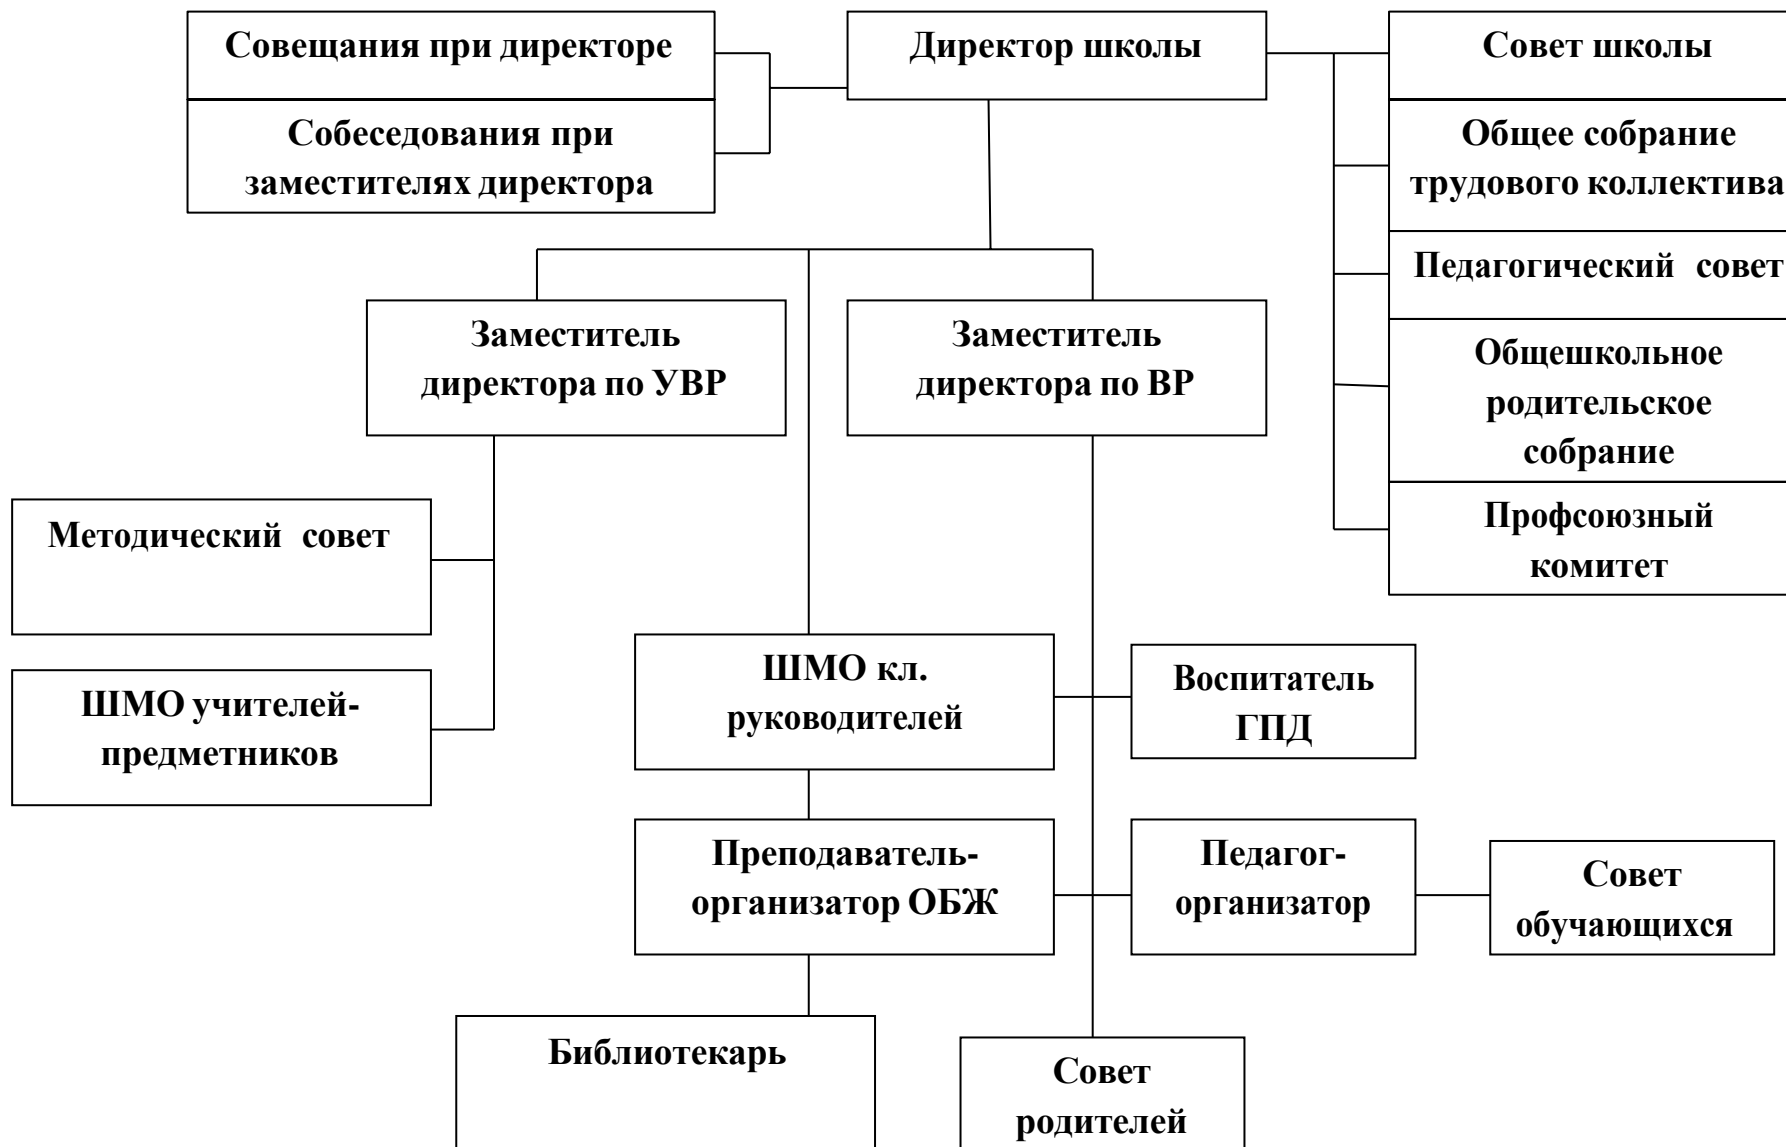 Совещания при директоре
Директор школы
Совет школы
Собеседования при
заместителях директора
Общее собрание
трудового коллектива
Педагогический совет
Общешкольное
родительское
собрание
Профсоюзный
комитет
Заместитель
директора по УВР
Заместитель
директора по ВР
Методический совет
ШМО учителей-
предметников
ШМО кл.
руководителей
Воспитатель
ГПД
Преподаватель-
организатор ОБЖ
Педагог-
организатор
Совет
обучающихся
Библиотекарь
Совет
родителей